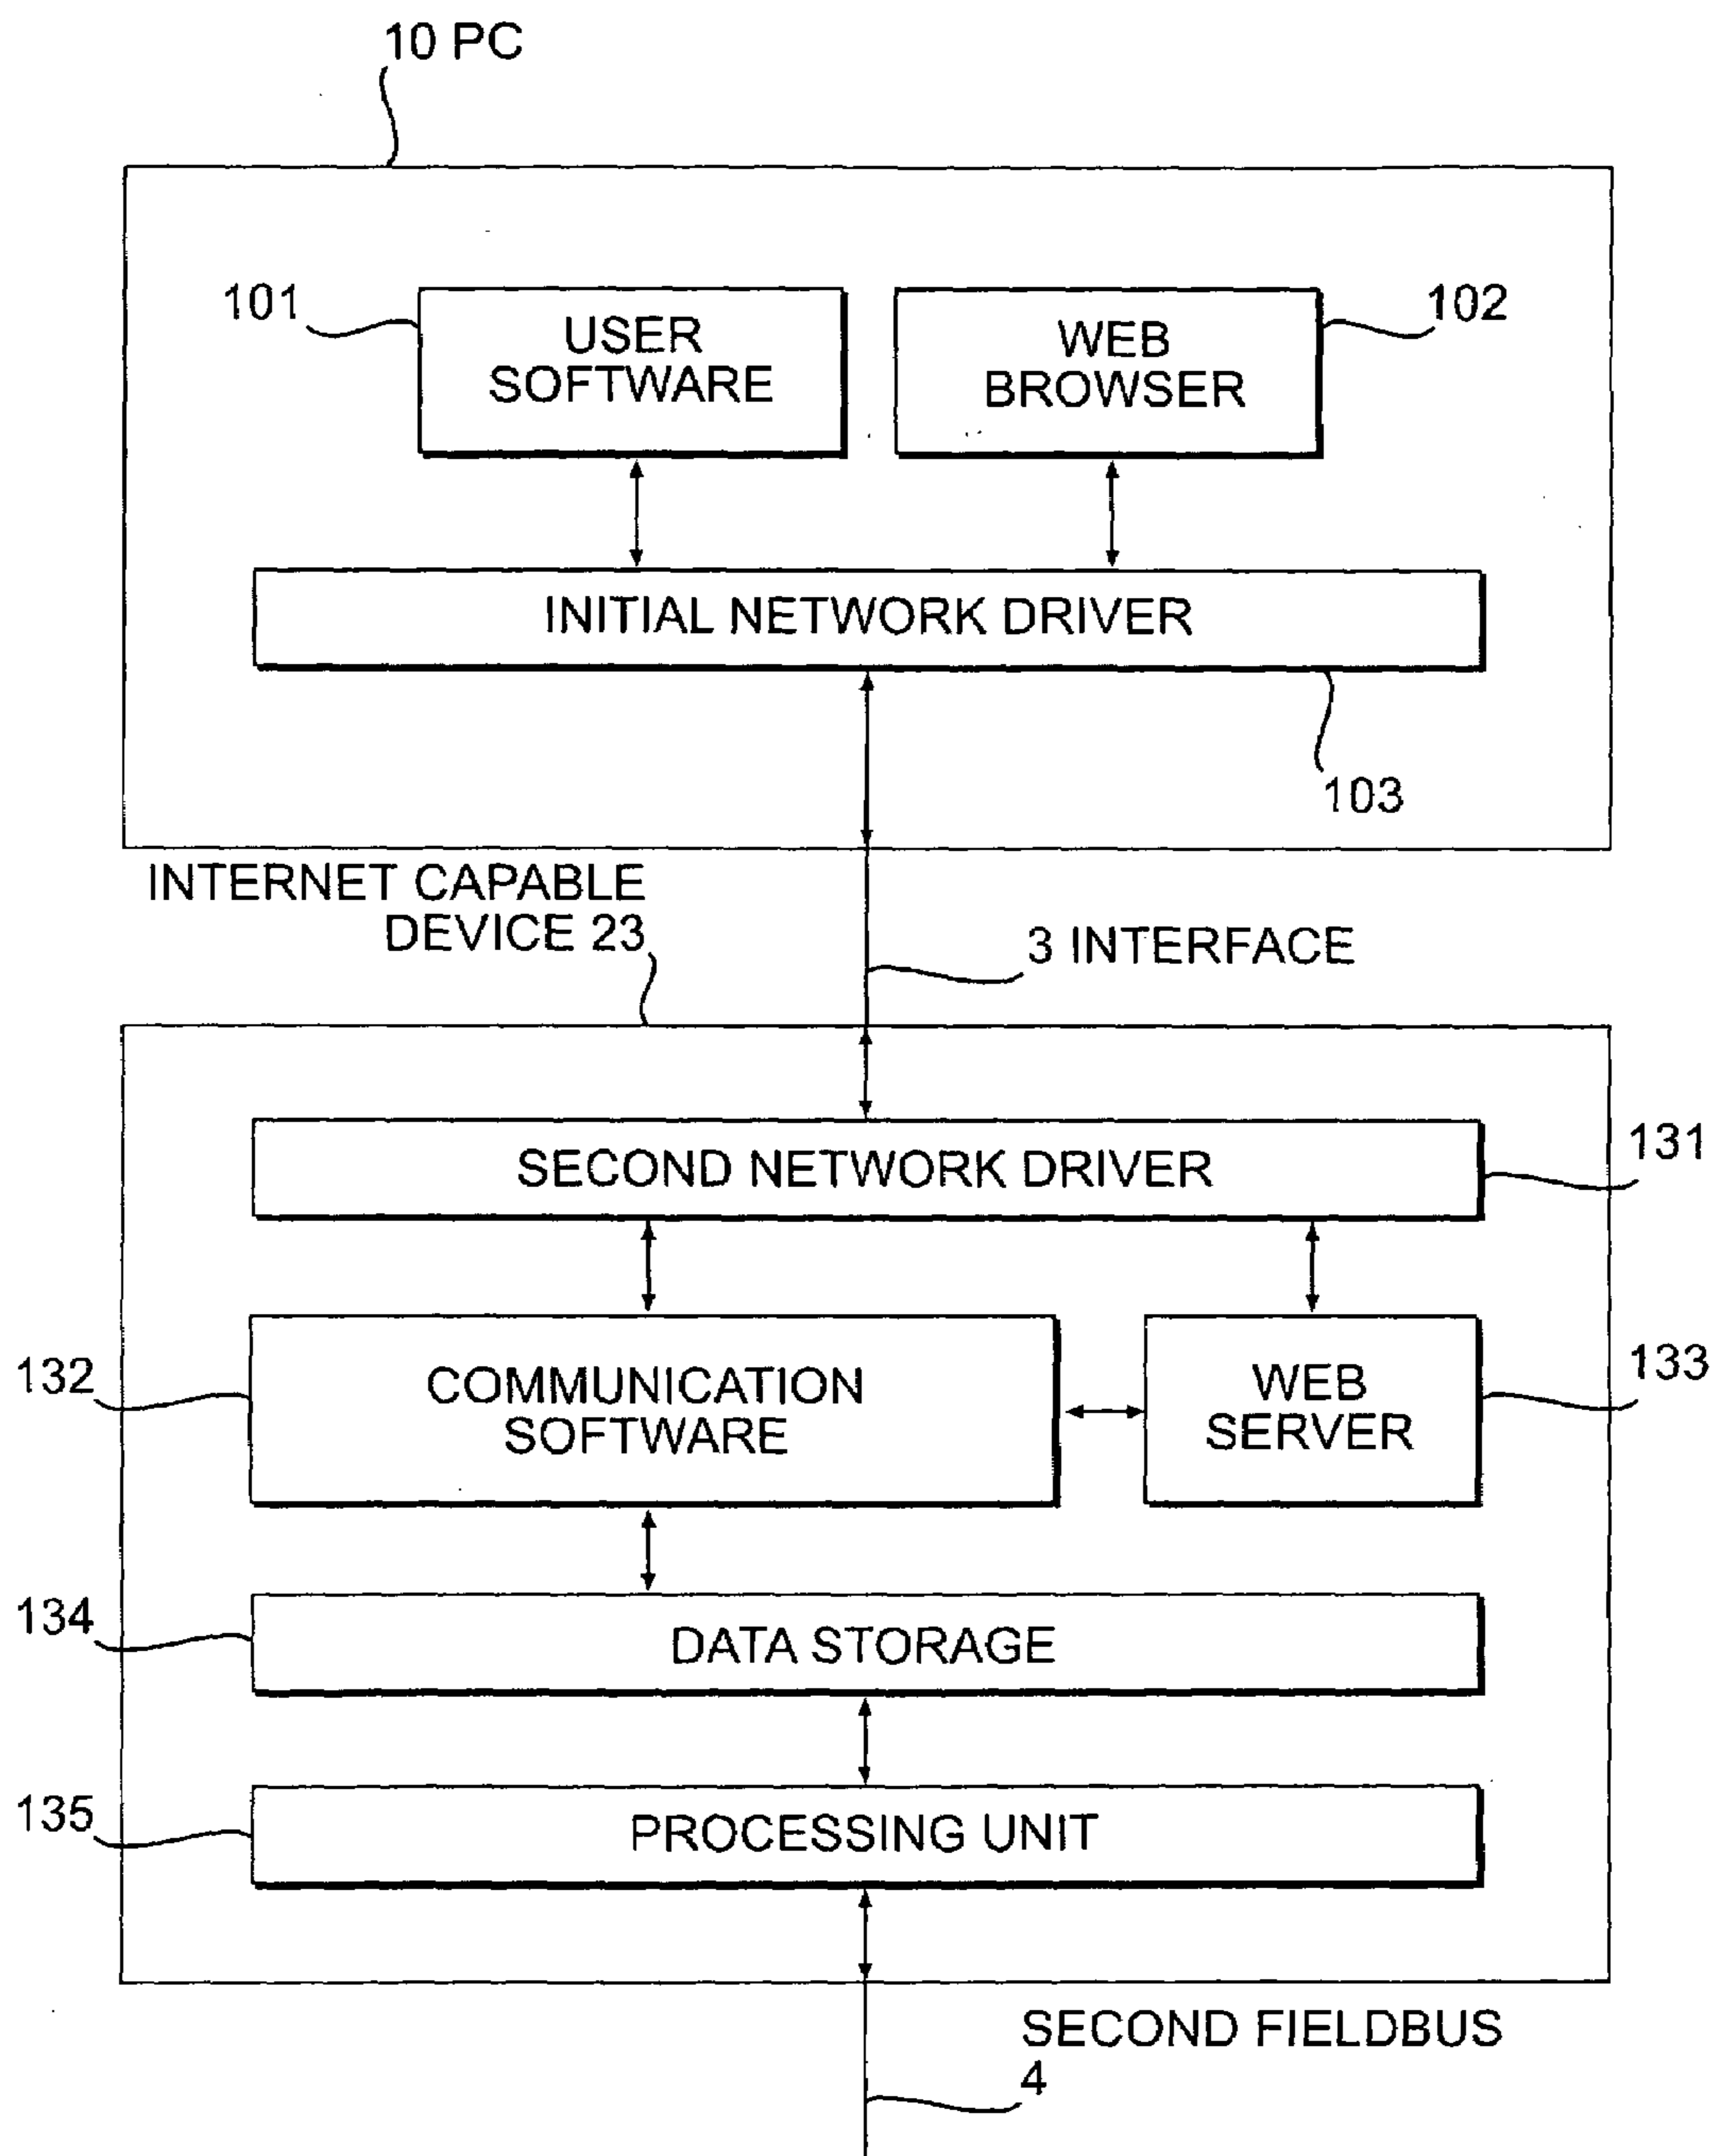 10 PC
101
USER
SOFTWARE
WEB
BROWSER
102
INITIAL NETWORK DRIVER
103
INTERNET CAPABLE
DEVICE 23
3 INTERFACE
SECOND NETWORK DRIVER
131
132
COMMUNICATION
SOFTWARE
WEB
SERVER
133
134
DATA STORAGE
135
PROCESSING UNIT
SECOND FIELDBUS
4